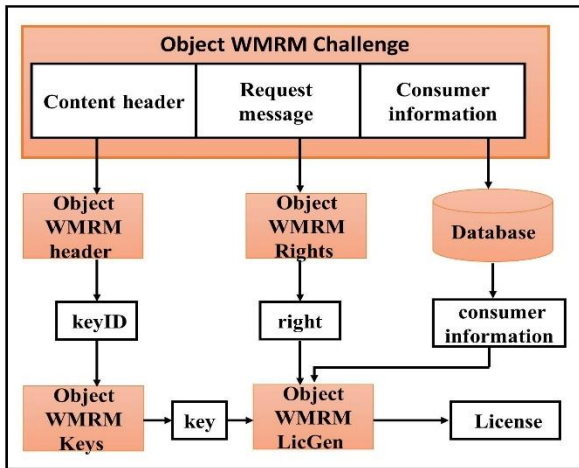 Object WMRM Challenge
Content header
Request
message
Consumer
information
Object
WMRM
header
Object
WMRM
Rights
Database
keyID
right
consumer
information
Object
WMRM
Keys
key
Object
WMRM
LicGen
License